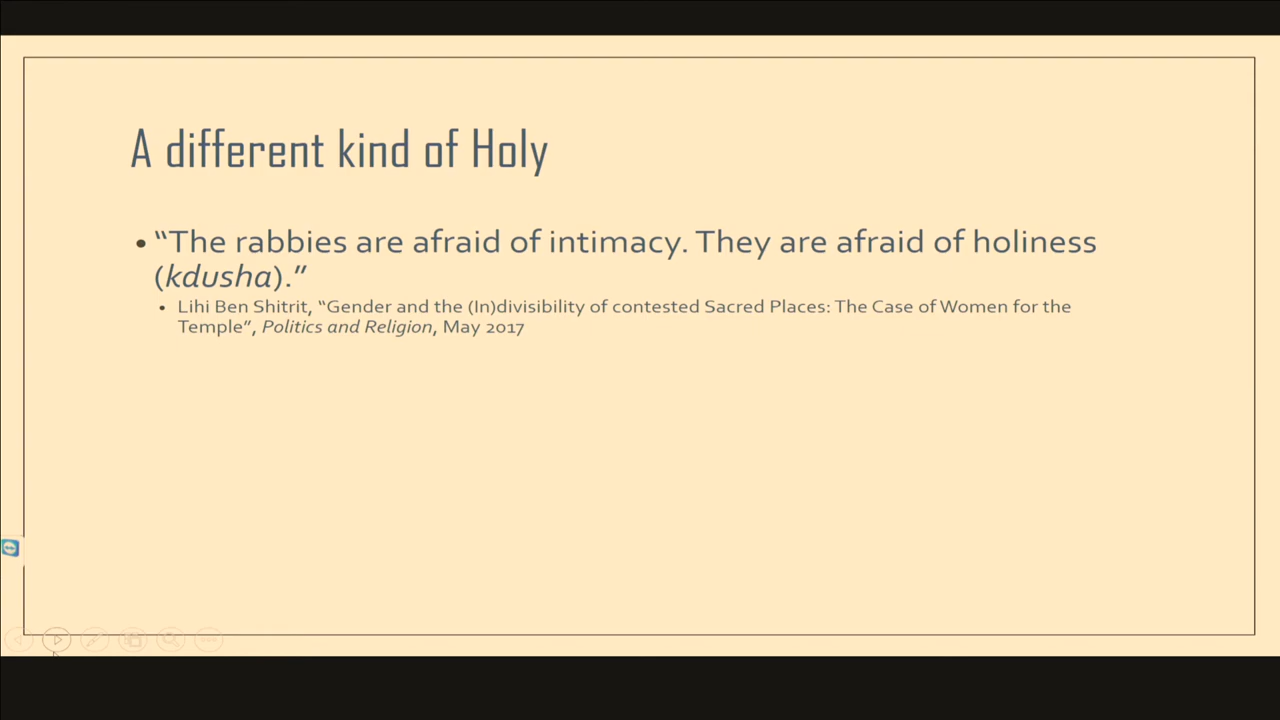 A different kind of Holy
• “The rabbies are afraid of intimacy. They are afraid of holiness
(kdusha).”
• Lihi Ben Shitrit, “Gender and the (In)divisibility of contested Sacred Places: The Case of Women for the
Temple”, Politics and Religion, May 2017